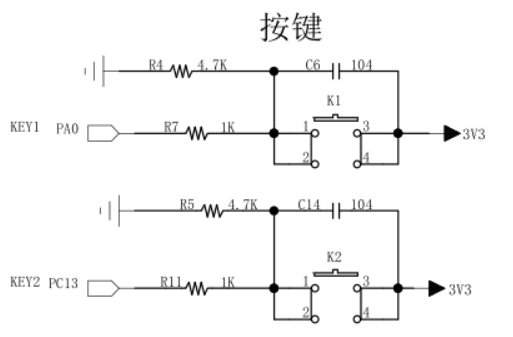 按键
R4 4.7K C6 104
K1
KEY1 PA0 R7 1K 1 3 3V3
2 4
R5 4.7K C14 104
K2
KEY2 PC13 R11 1K 1 3 3V3
2 4